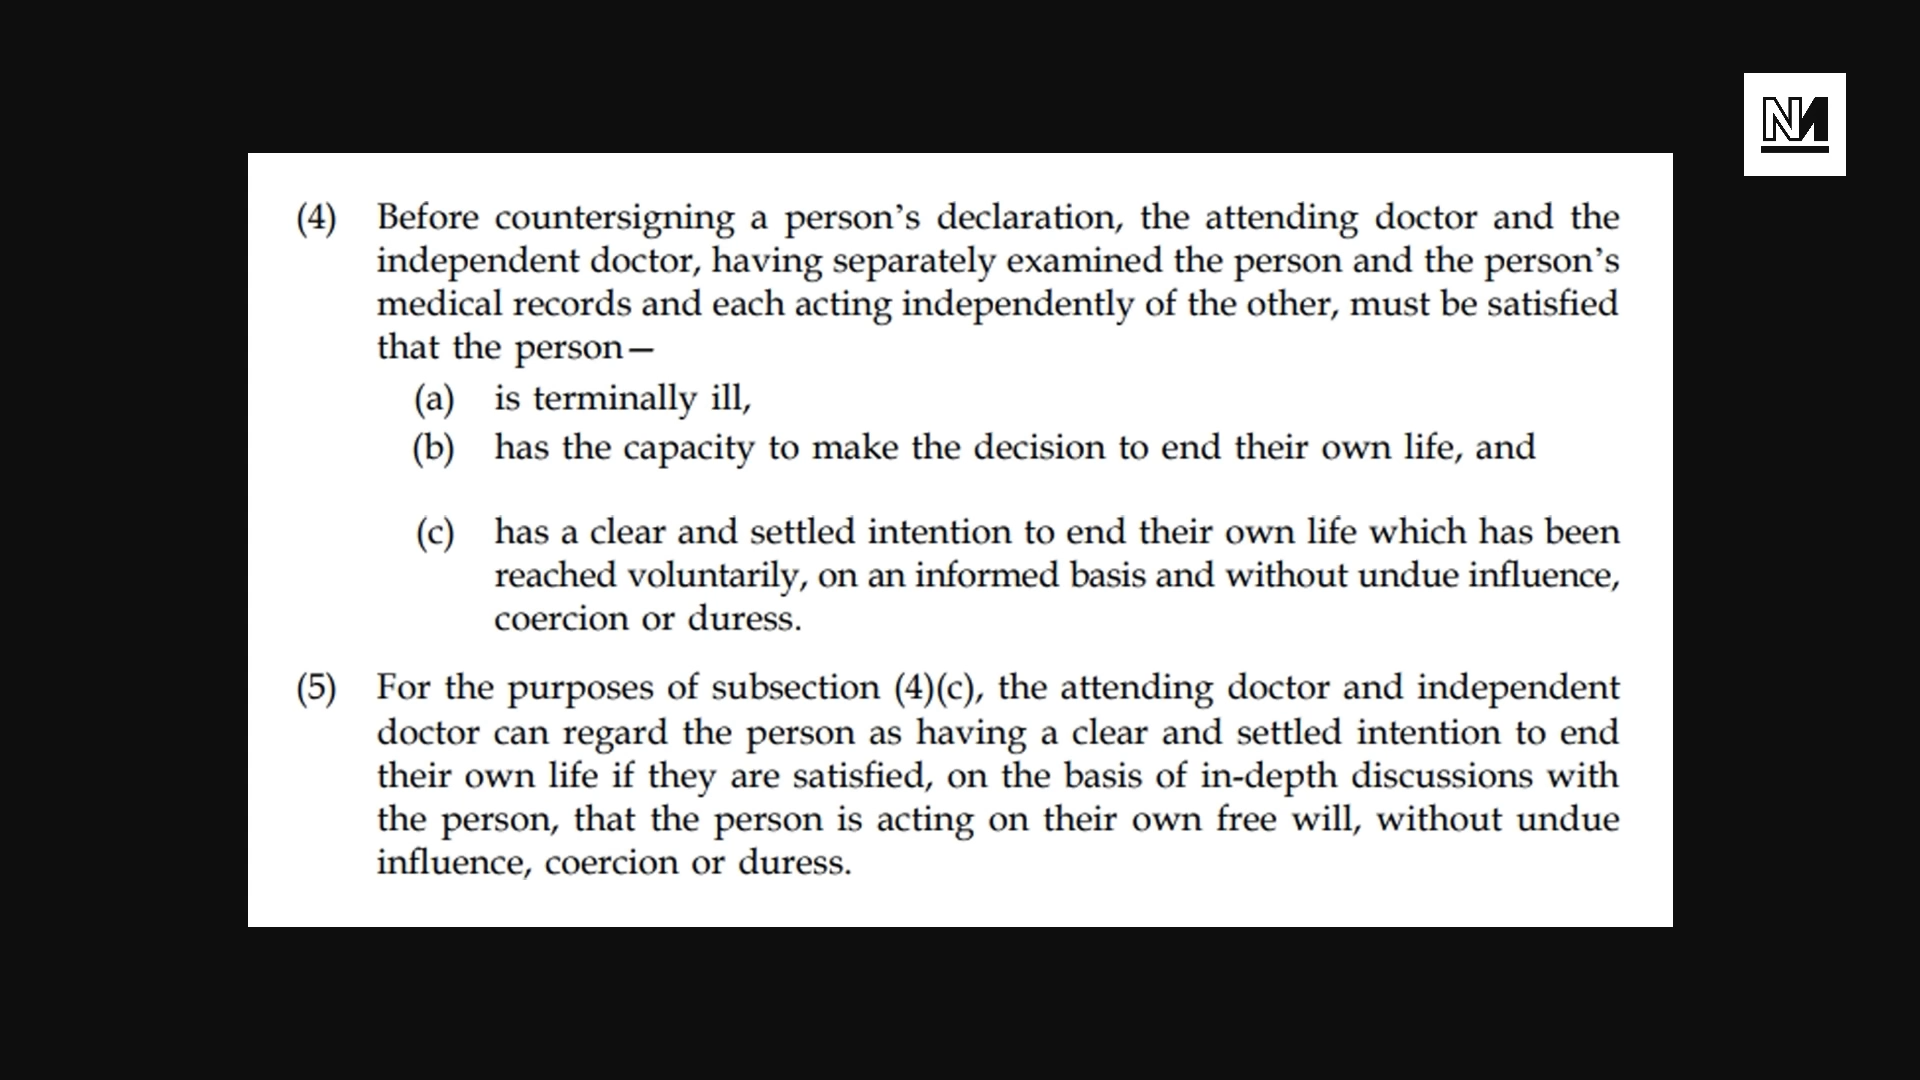 NM
(4) Before countersigning a person’s declaration, the attending doctor and the
independent doctor, having separately examined the person and the person’s
medical records and each acting independently of the other, must be satisfied
that the person—
(a) is terminally ill,
(b) has the capacity to make the decision to end their own life, and
(c) has a clear and settled intention to end their own life which has been
reached voluntarily, on an informed basis and without undue influence,
coercion or duress.
(5) For the purposes of subsection (4)(c), the attending doctor and independent
doctor can regard the person as having a clear and settled intention to end
their own life if they are satisfied, on the basis of in-depth discussions with
the person, that the person is acting on their own free will, without undue
influence, coercion or duress.